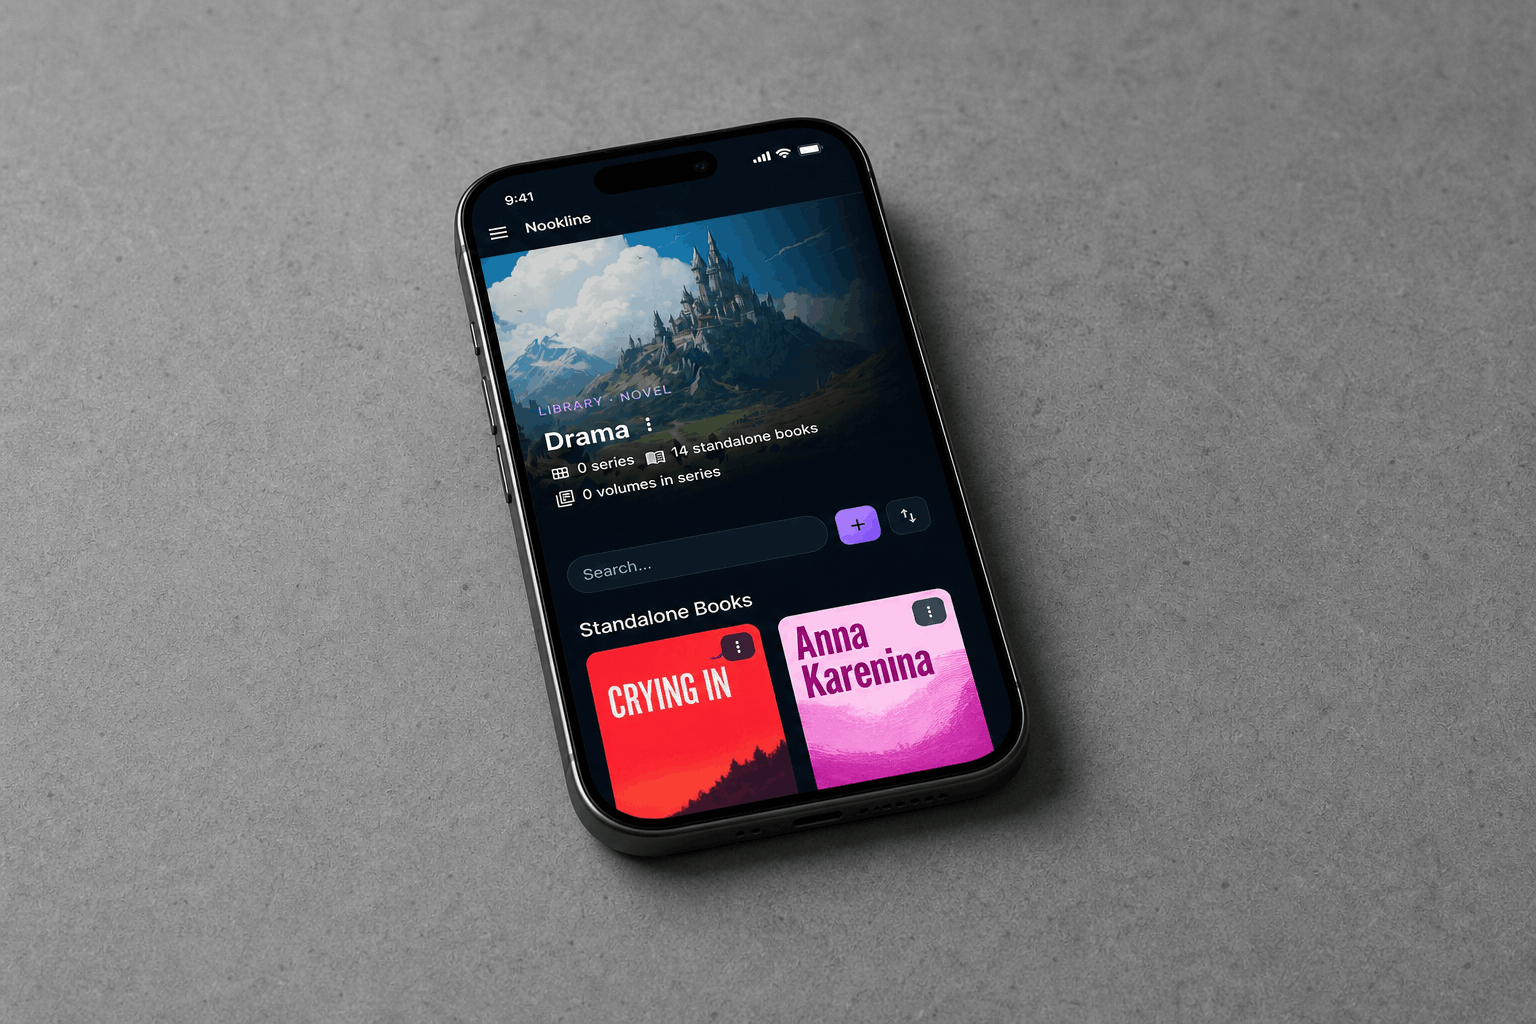 9:41
Nookline
LIBRARY · NOVEL
Drama
0 series 14 standalone books
0 volumes in series
Search...
Standalone Books
CRYING IN
Anna
Karenina